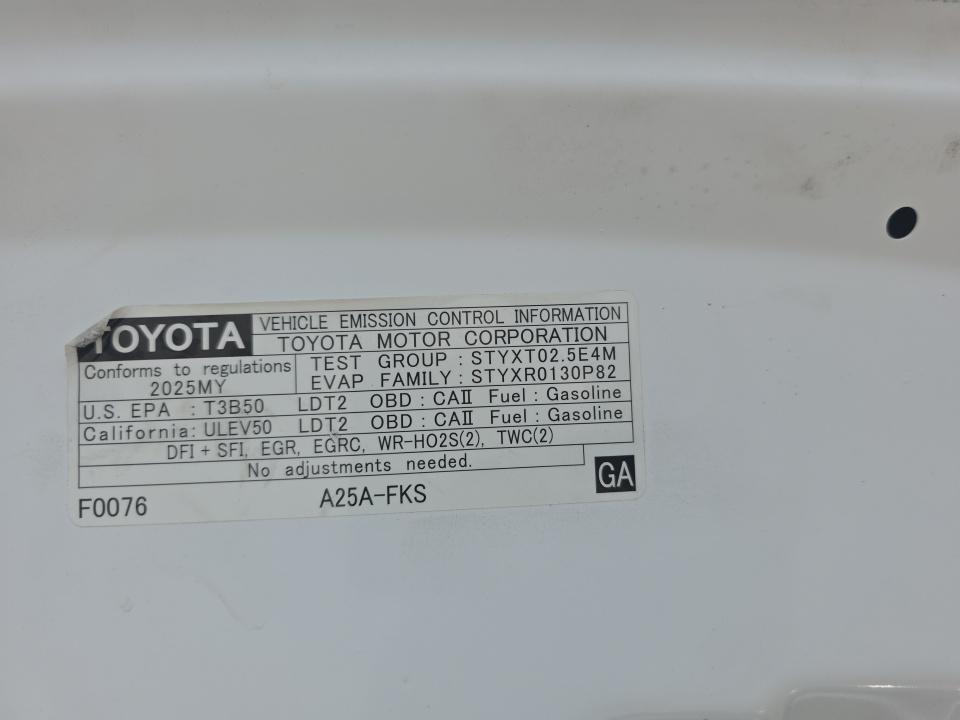 TOYOTA
VEHICLE EMISSION CONTROL INFORMATION
TOYOTA MOTOR CORPORATION
Conforms to regulations
2025MY
TEST GROUP : STYXT02.5E4M
EVAP FAMILY: STYXR0130P82
U.S. EPA : T3B50 LDT2 OBD : CAⅡ Fuel : Gasoline
California: ULEV50 LDT2 OBD : CAⅡ Fuel : Gasoline
DFI + SFI, EGR, EGRC, WR-HO2S(2), TWC(2)
No adjustments needed.
GA
F0076 A25A-FKS